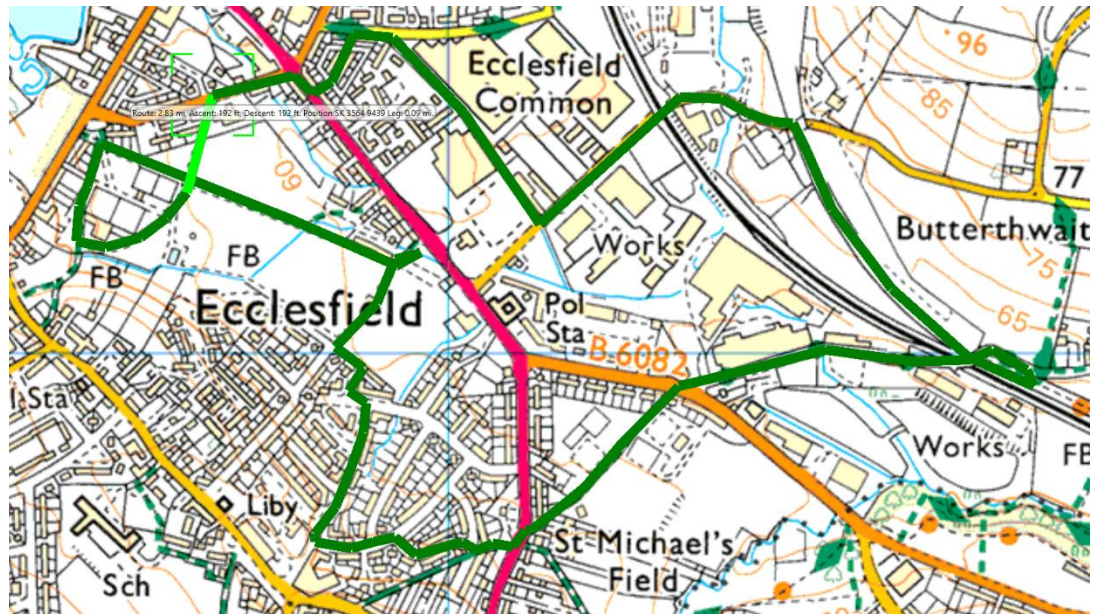 96
Ecclesfield
Common
85
Route: 2.83 mi, Ascent: 192 ft, Descent: 192 ft. Position SK 3564 9439 Leg: 0.09 mi.
77
60
Butterthwait
Works
FB
FB
75
Ecclesfield
Pol
Sta
65
B 6082
l Sta
Works
FB
Liby
St Michael's
Field
Sch